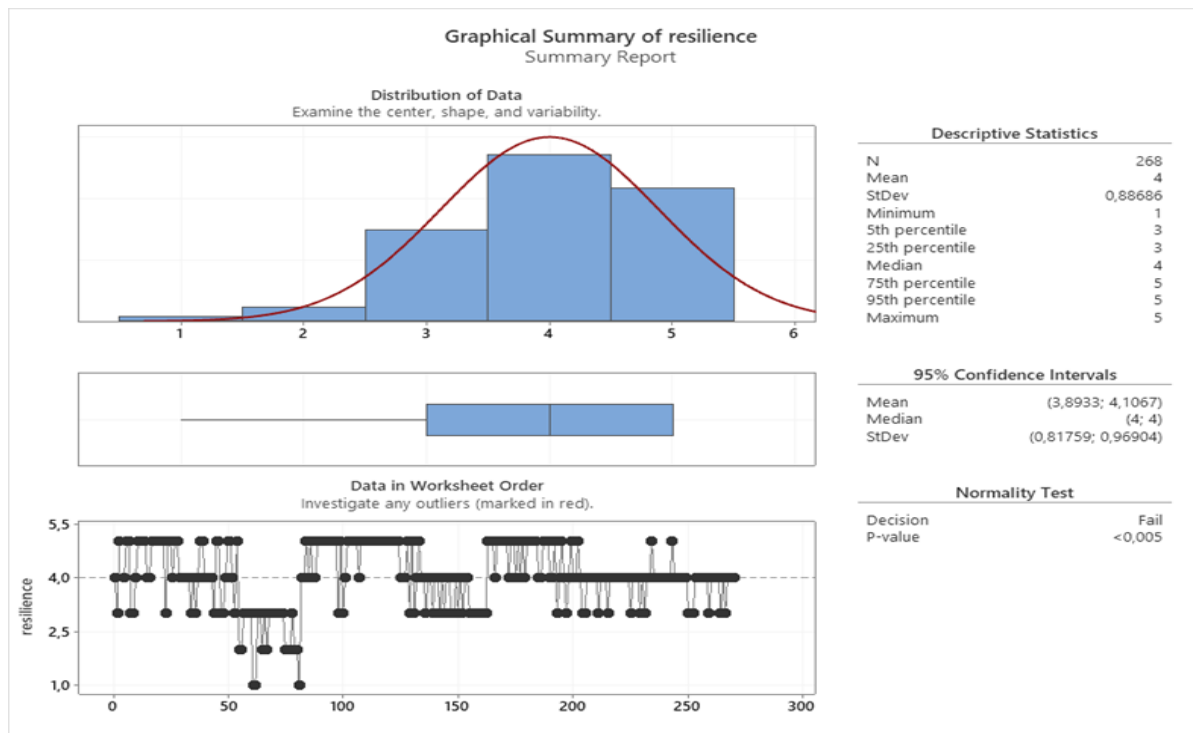 Graphical Summary of resilience
Summary Report
Distribution of Data
Examine the center, shape, and variability.
1 2 3 4 5 6
Descriptive Statistics
N 268
Mean 4
StDev 0,88686
Minimum 1
5th percentile 3
25th percentile 3
Median 4
75th percentile 5
95th percentile 5
Maximum 5
95% Confidence Intervals
Mean (3,8933; 4,1067)
Median (4; 4)
StDev (0,81759; 0,96904)
Data in Worksheet Order
Investigate any outliers (marked in red).
5,5
4,0
2,5
1,0
resilience
0 50 100 150 200 250 300
Normality Test
Decision Fail
P-value <0,005